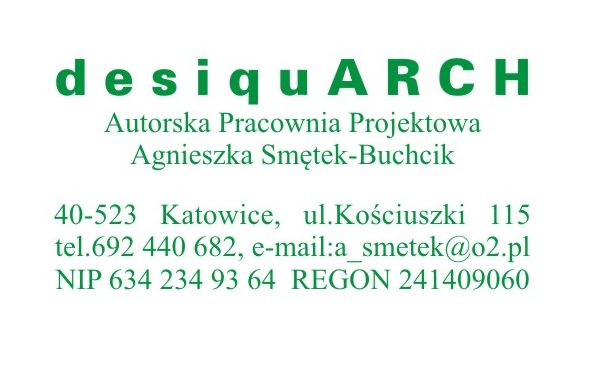 desiquARCH
Autorska Pracownia Projektowa
Agnieszka Smętek-Buchcik
40-523 Katowice, ul.Kościuszki 115
tel.692 440 682, e-mail:a_smetek@o2.pl
NIP 634 234 93 64 REGON 241409060